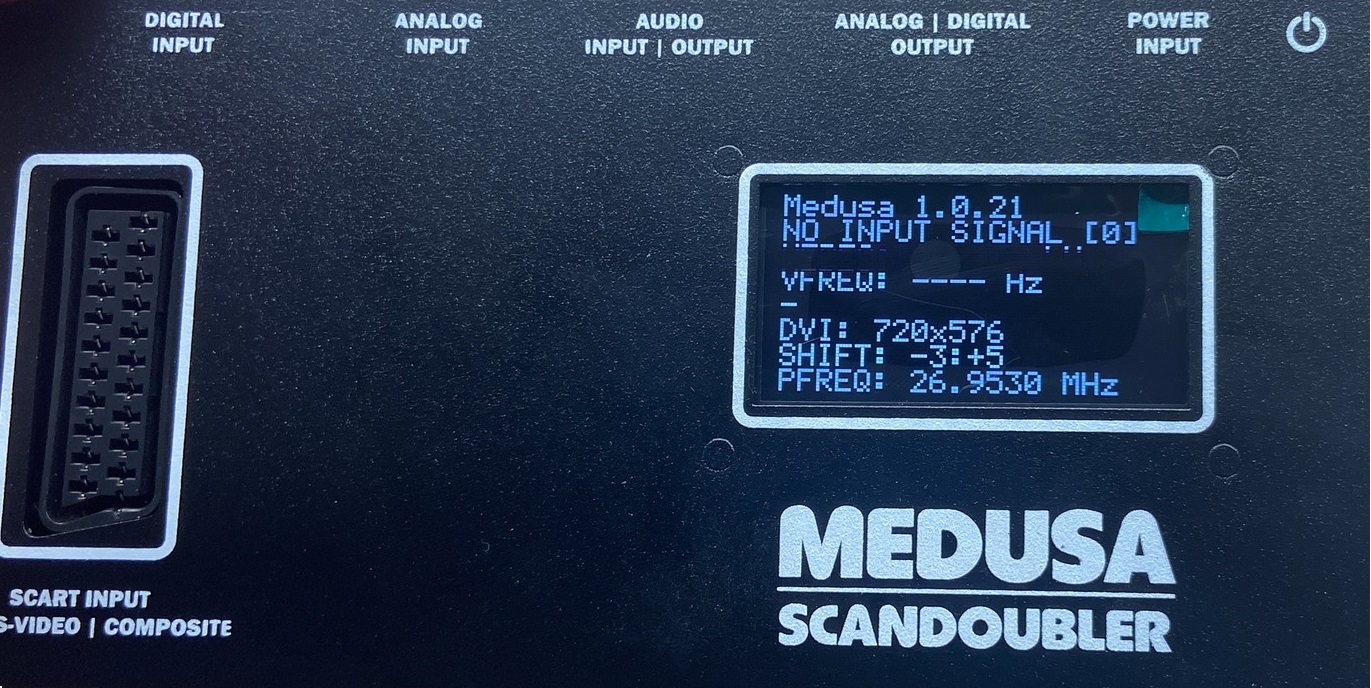 DIGITAL
INPUT
ANALOG
INPUT
AUDIO
INPUT | OUTPUT
ANALOG | DIGITAL
OUTPUT
POWER
INPUT
Medusa 1.0.21
NO INPUT SIGNAL [0]
VFREQ: ---- Hz
DVI: 720x576
SHIFT: -3:+5
PFREQ: 26.9530 MHz
MEDUSA
SCANDOUBLER
SCART INPUT
S-VIDEO | COMPOSITE